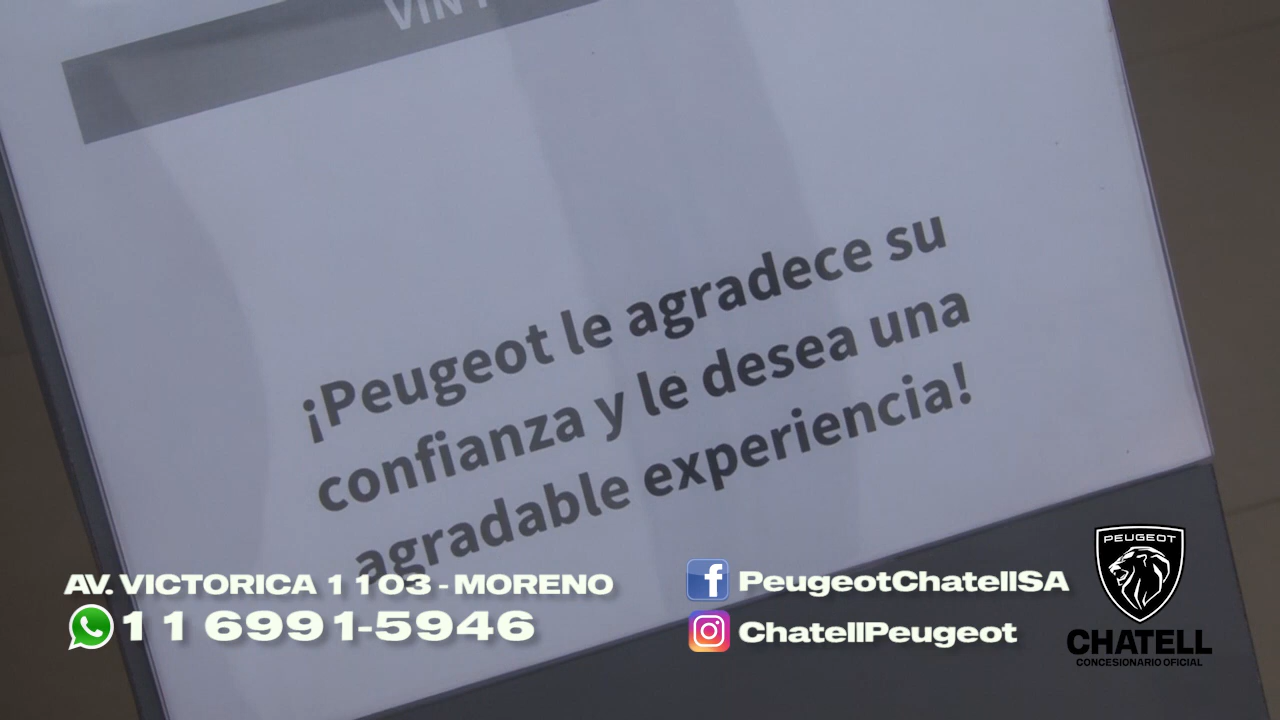 VIN
¡Peugeot le agradece su
confianza y le desea una
agradable experiencia!
AV. VICTORICA 1103 - MORENO
11 6991-5946
PeugeotChatellSA
ChatellPeugeot
PEUGEOT
CHATELL
CONCESIONARIO OFICIAL